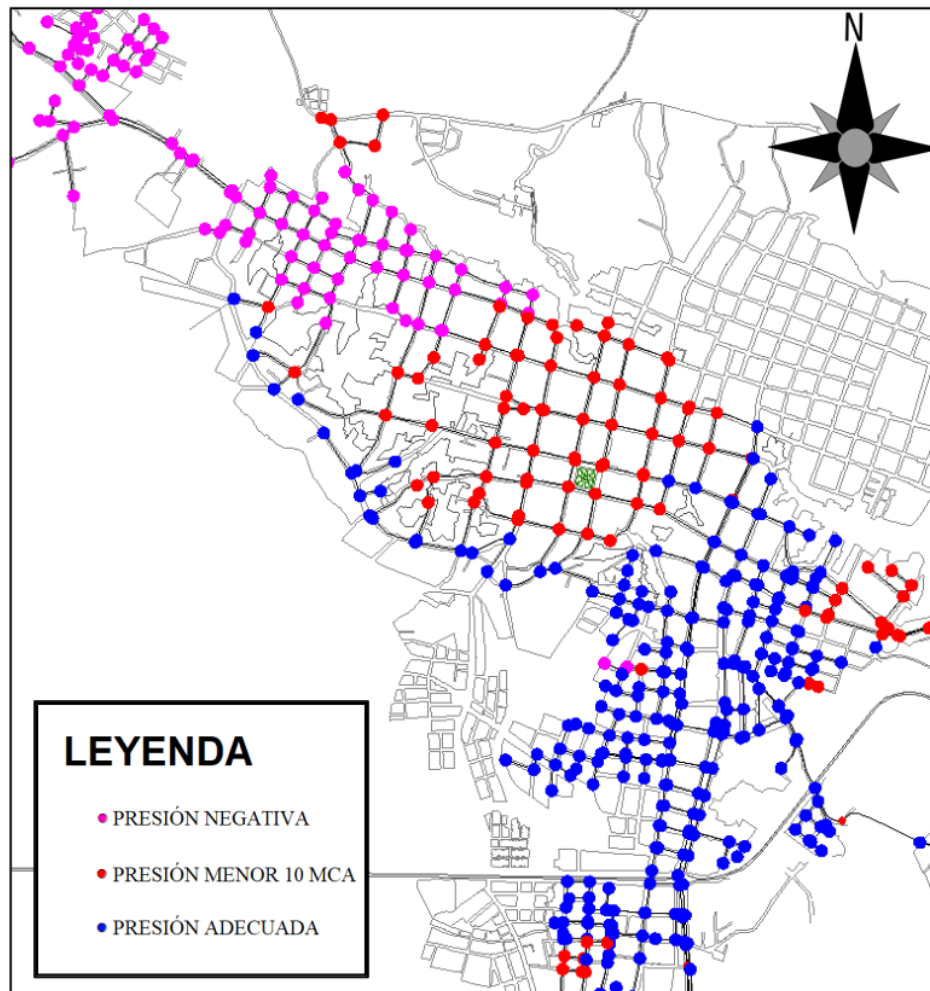 N
LEYENDA
PRESIÓN NEGATIVA
PRESIÓN MENOR 10 MCA
PRESIÓN ADECUADA